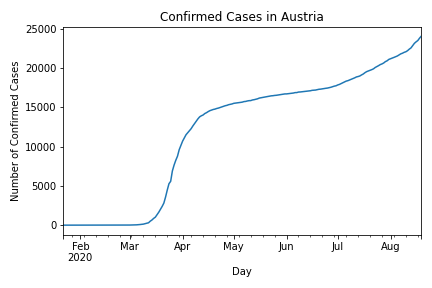 Confirmed Cases in Austria
25000
20000
15000
10000
5000
0
Number of Confirmed Cases
Feb Mar Apr May Jun Jul Aug
2020
Day